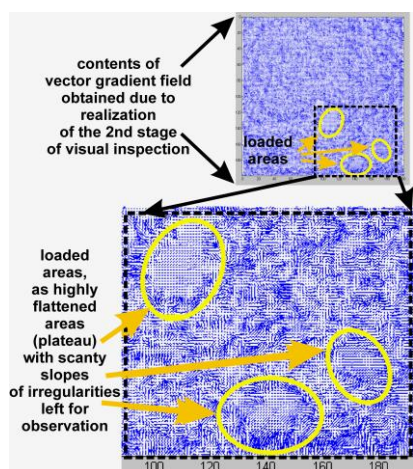 contents of
vector gradient field
obtained due to
realization
of the 2nd stage
of visual inspection
loaded
areas
loaded areas,
as highly
flattened
areas
(plateau)
with scanty
slopes
of irregularities
left for
observation
100 120 140 160 180